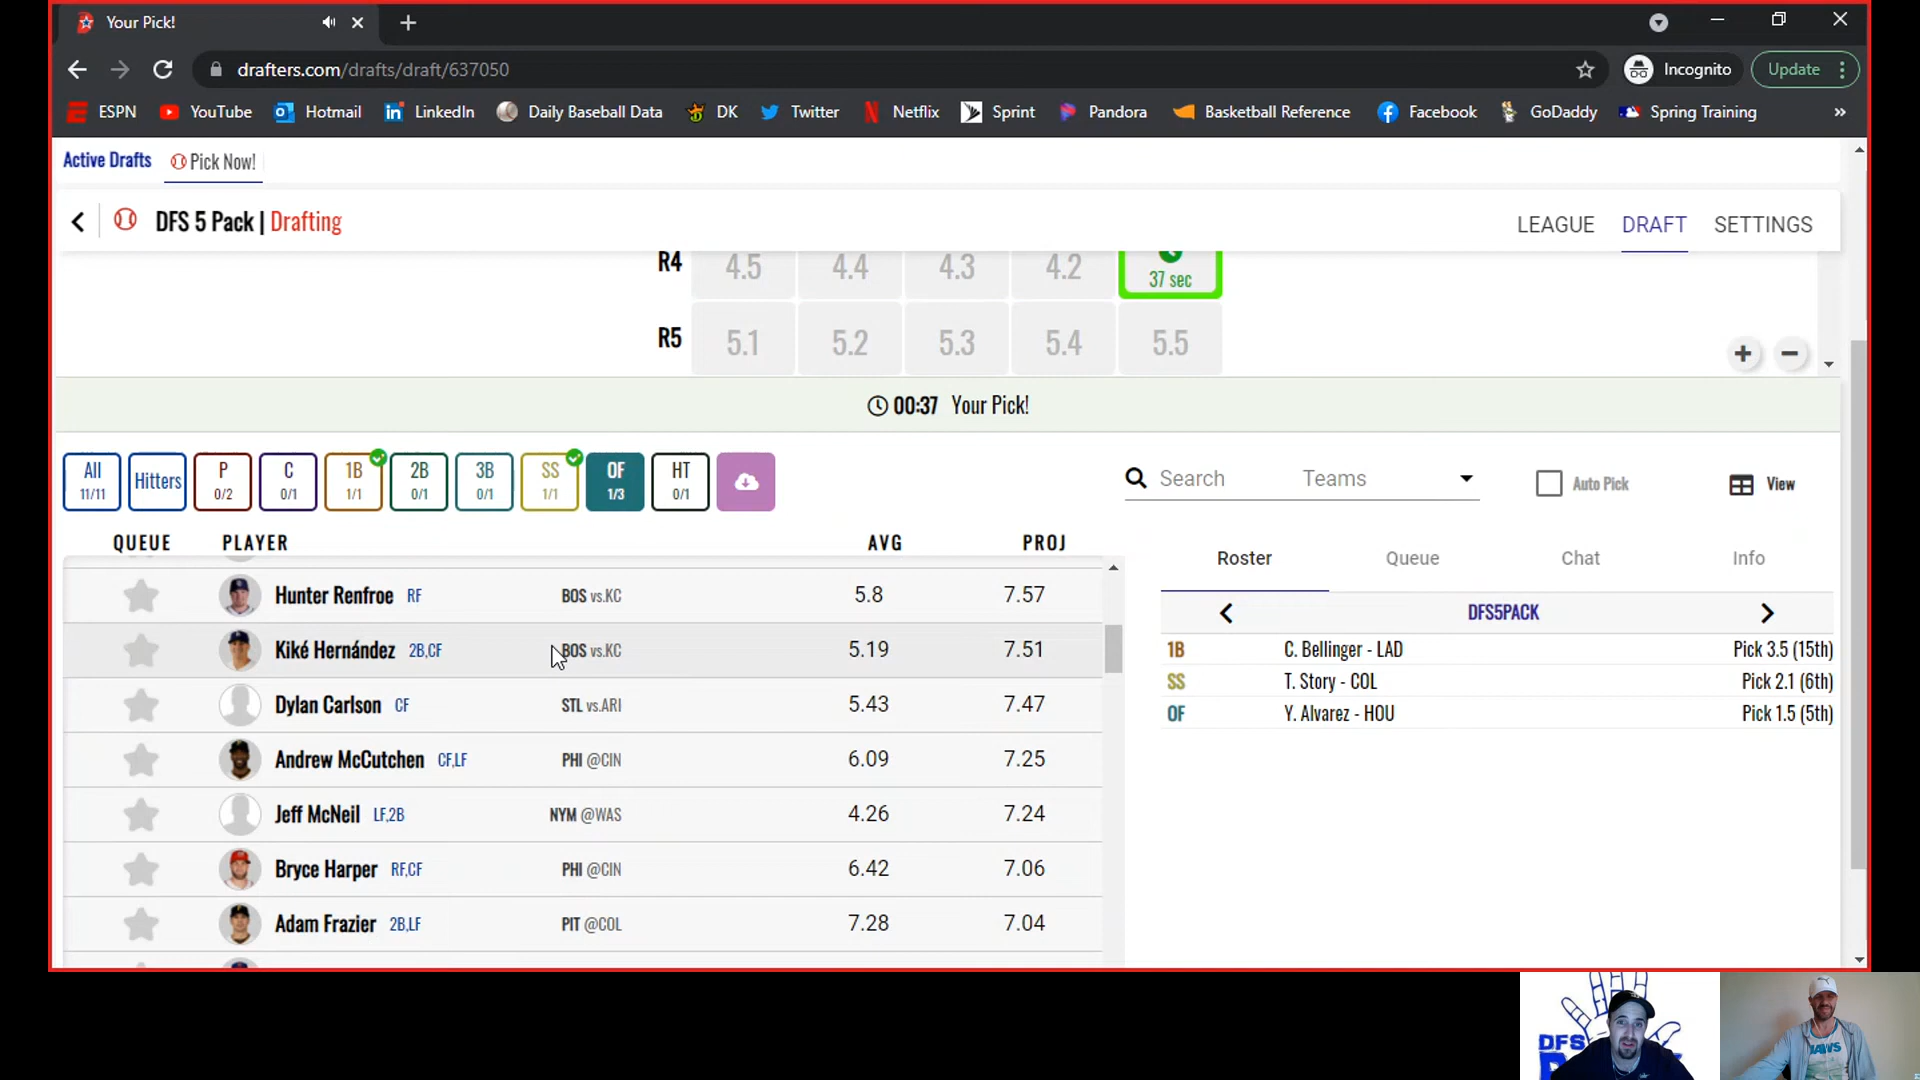 Your Pick!
drafters.com/drafts/draft/637050
Incognito
Update
ESPN
YouTube
Hotmail
LinkedIn
Daily Baseball Data
DK
Twitter
Netflix
Sprint
Pandora
Basketball Reference
Facebook
GoDaddy
Spring Training
»
Active Drafts
Pick Now!
DFS 5 Pack | Drafting
LEAGUE
DRAFT
SETTINGS
R4 4.5 4.4 4.3 4.2 37 sec
R5 5.1 5.2 5.3 5.4 5.5
00:37 Your Pick!
All 11/11
Hitters
P 0/2
C 0/1
1B 1/1
2B 0/1
3B 0/1
SS 1/1
OF 1/3
HT 0/1
Search
Teams
Auto Pick
View
QUEUE PLAYER AVG PROJ
Hunter Renfroe RF BOS vs.KC 5.8 7.57
Kiké Hernández 2B,CF BOS vs.KC 5.19 7.51
Dylan Carlson CF STL vs.ARI 5.43 7.47
Andrew McCutchen CF,LF PHI @CIN 6.09 7.25
Jeff McNeil LF,2B NYM @WAS 4.26 7.24
Bryce Harper RF,CF PHI @CIN 6.42 7.06
Adam Frazier 2B,LF PIT @COL 7.28 7.04
Roster Queue Chat Info
DFS5PACK
1B C. Bellinger - LAD Pick 3.5 (15th)
SS T. Story - COL Pick 2.1 (6th)
OF Y. Alvarez - HOU Pick 1.5 (5th)
DFS